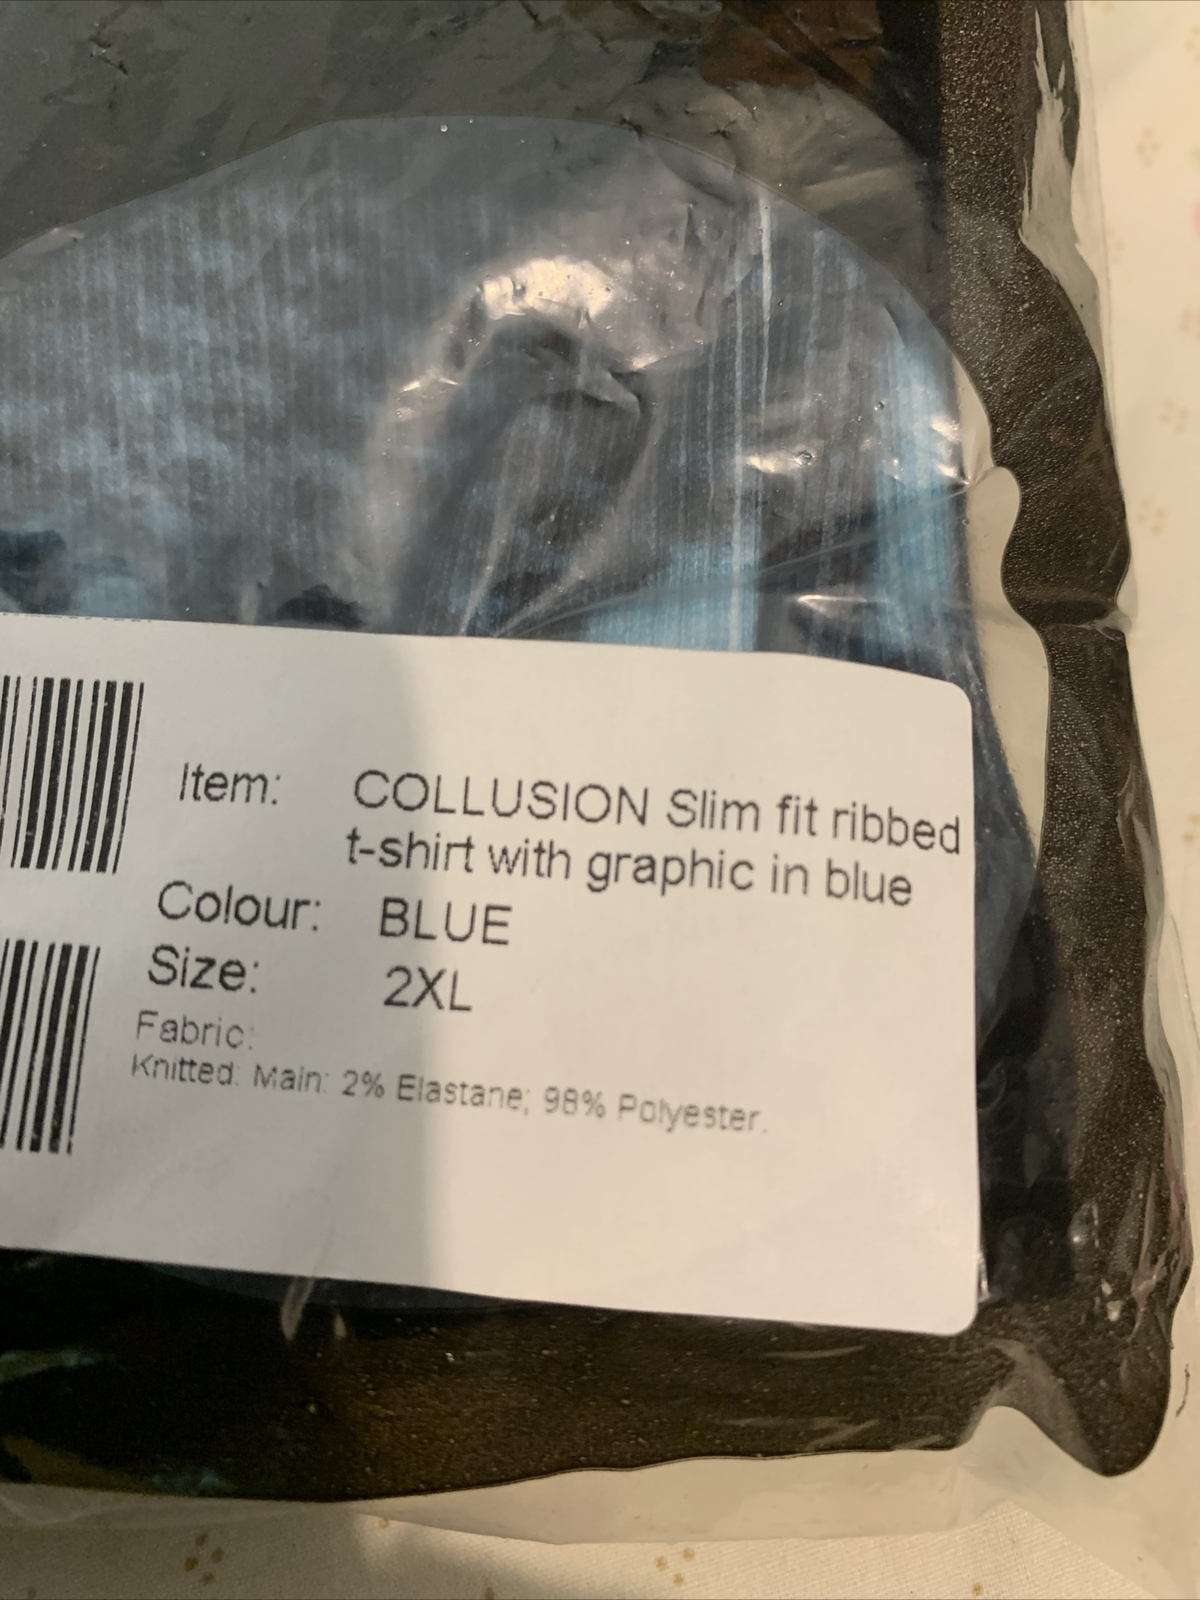 Item: COLLUSION Slim fit ribbed
t-shirt with graphic in blue
Colour: BLUE
Size: 2XL
Fabric:
Knitted: Main: 2% Elastane; 98% Polyester.